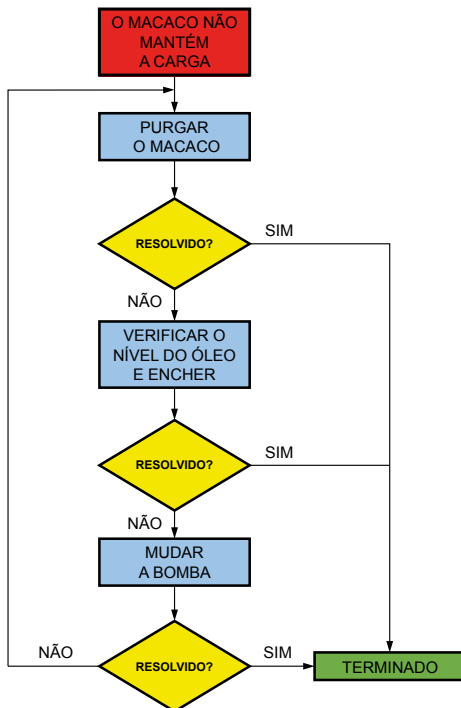 O MACACO NÃO
MANTÉM
A CARGA
PURGAR
O MACACO
RESOLVIDO?
SIM
NÃO
VERIFICAR O
NÍVEL DO ÓLEO
E ENCHER
RESOLVIDO?
SIM
NÃO
MUDAR
A BOMBA
NÃO
RESOLVIDO?
SIM
TERMINADO